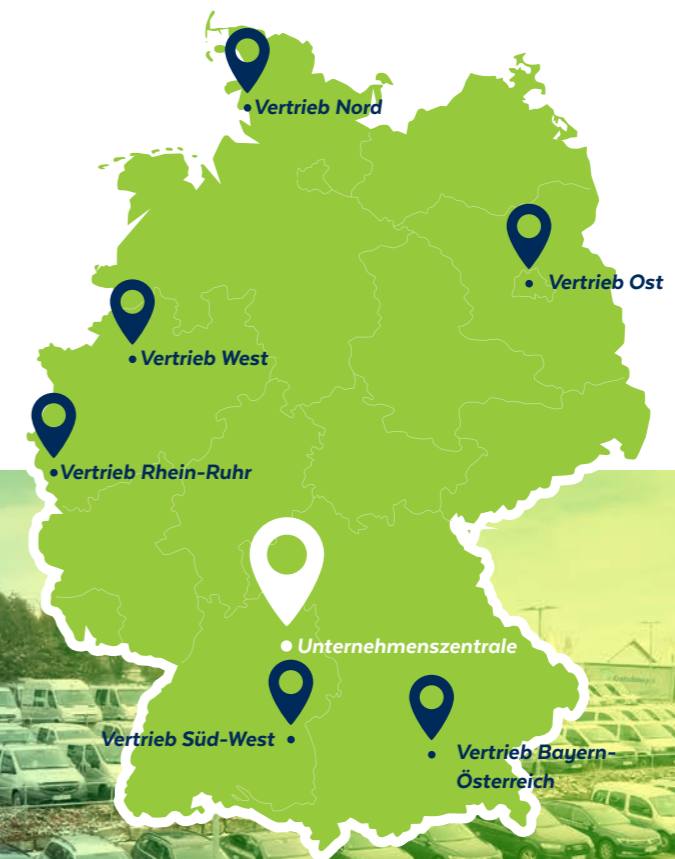 Vertrieb Nord
Vertrieb Ost
Vertrieb West
Vertrieb Rhein-Ruhr
Unternehmenszentrale
Vertrieb Süd-West
Vertrieb Bayern-
Österreich